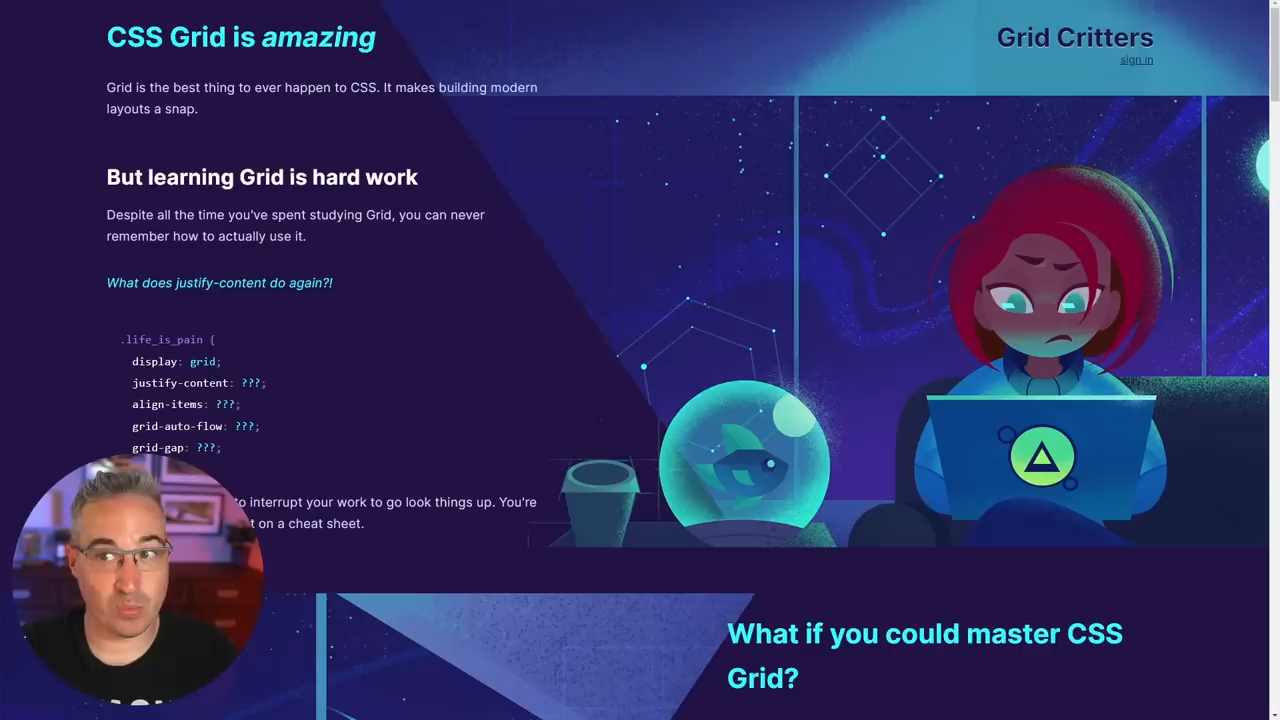 CSS Grid is amazing
Grid Critters
sign in
Grid is the best thing to ever happen to CSS. It makes building modern
layouts a snap.
But learning Grid is hard work
Despite all the time you've spent studying Grid, you can never
remember how to actually use it.
What does justify-content do again?!
.life_is_pain {
display: grid;
justify-content: ???;
align-items: ???;
grid-auto-flow: ???;
grid-gap: ???;
to interrupt your work to go look things up. You're
on a cheat sheet.
What if you could master CSS
Grid?